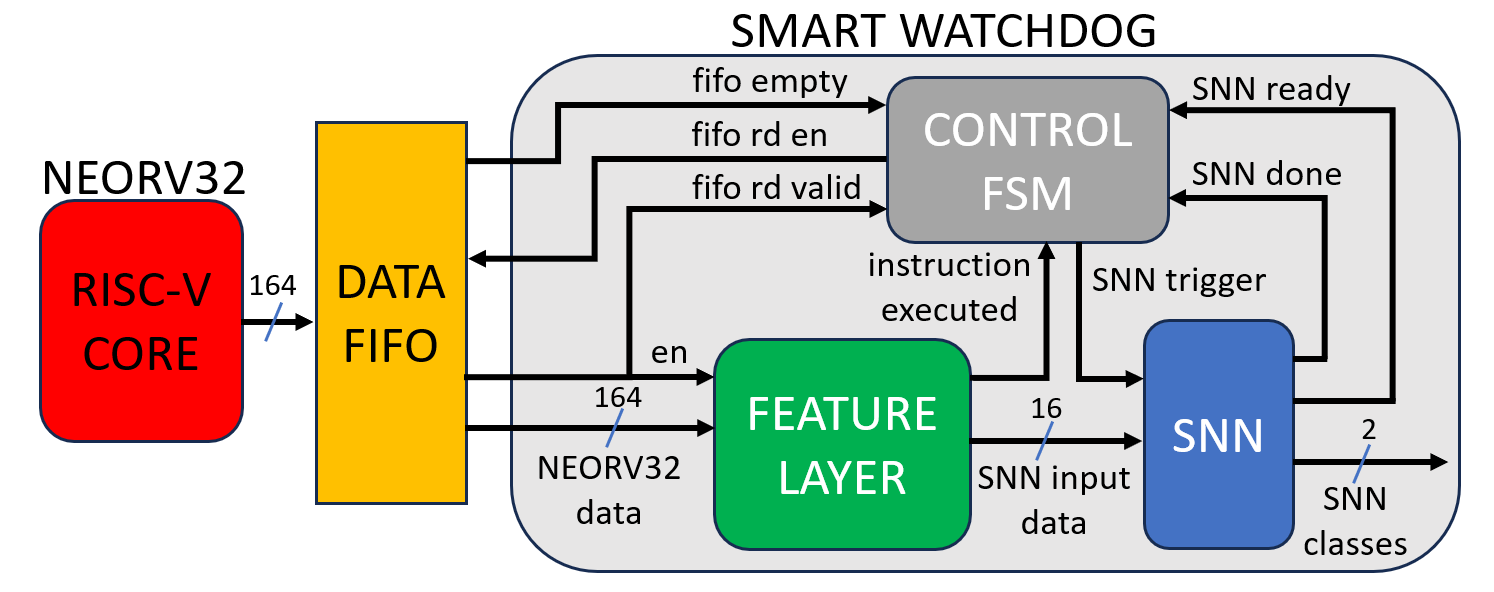 SMART WATCHDOG
fifo empty
SNN ready
CONTROL
FSM
fifo rd en
fifo rd valid
SNN done
NEORV32
RISC-V
CORE
164
DATA
FIFO
instruction
executed
SNN trigger
en
164
NEORV32
data
FEATURE
LAYER
16
SNN input
data
SNN
2
SNN
classes